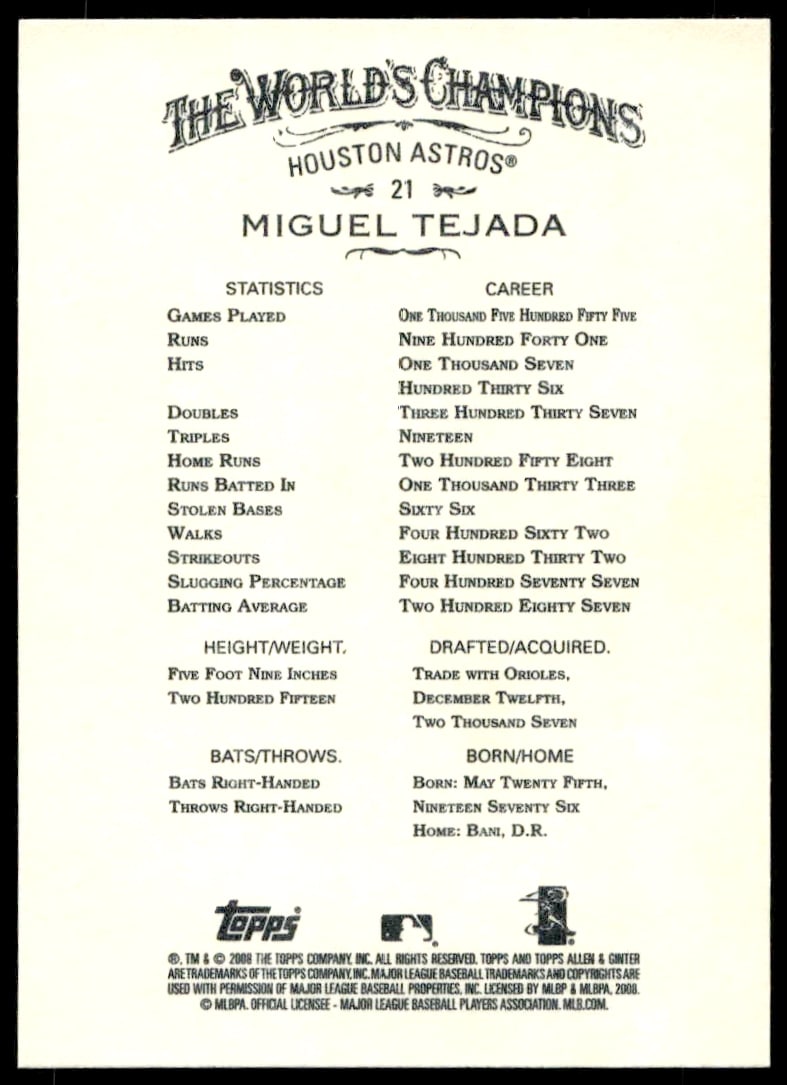 THE WORLD'S CHAMPIONS
HOUSTON ASTROS®
21
MIGUEL TEJADA
STATISTICS CAREER
GAMES PLAYED ONE THOUSAND FIVE HUNDRED FIFTY FIVE
RUNS NINE HUNDRED FORTY ONE
HITS ONE THOUSAND SEVEN
HUNDRED THIRTY SIX
DOUBLES THREE HUNDRED THIRTY SEVEN
TRIPLES NINETEEN
HOME RUNS TWO HUNDRED FIFTY EIGHT
RUNS BATTED IN ONE THOUSAND THIRTY THREE
STOLEN BASES SIXTY SIX
WALKS FOUR HUNDRED SIXTY TWO
STRIKEOUTS EIGHT HUNDRED THIRTY TWO
SLUGGING PERCENTAGE FOUR HUNDRED SEVENTY SEVEN
BATTING AVERAGE TWO HUNDRED EIGHTY SEVEN
HEIGHT/WEIGHT.
FIVE FOOT NINE INCHES
TWO HUNDRED FIFTEEN
DRAFTED/ACQUIRED.
TRADE WITH ORIOLES,
DECEMBER TWELFTH,
TWO THOUSAND SEVEN
BATS/THROWS.
BATS RIGHT-HANDED
THROWS RIGHT-HANDED
BORN/HOME
BORN: MAY TWENTY FIFTH,
NINETEEN SEVENTY SIX
HOME: BANI, D.R.
topps®
®, TM & © 2008 THE TOPPS COMPANY, INC. ALL RIGHTS RESERVED. TOPPS AND TOPPS ALLEN & GINTER
ARE TRADEMARKS OF THE TOPPS COMPANY, INC. MAJOR LEAGUE BASEBALL TRADEMARKS AND COPYRIGHTS ARE
USED WITH PERMISSION OF MAJOR LEAGUE BASEBALL PROPERTIES, INC. LICENSED BY MLBP & MLBPA, 2008.
© MLBPA. OFFICIAL LICENSEE - MAJOR LEAGUE BASEBALL PLAYERS ASSOCIATION. MLB.COM.